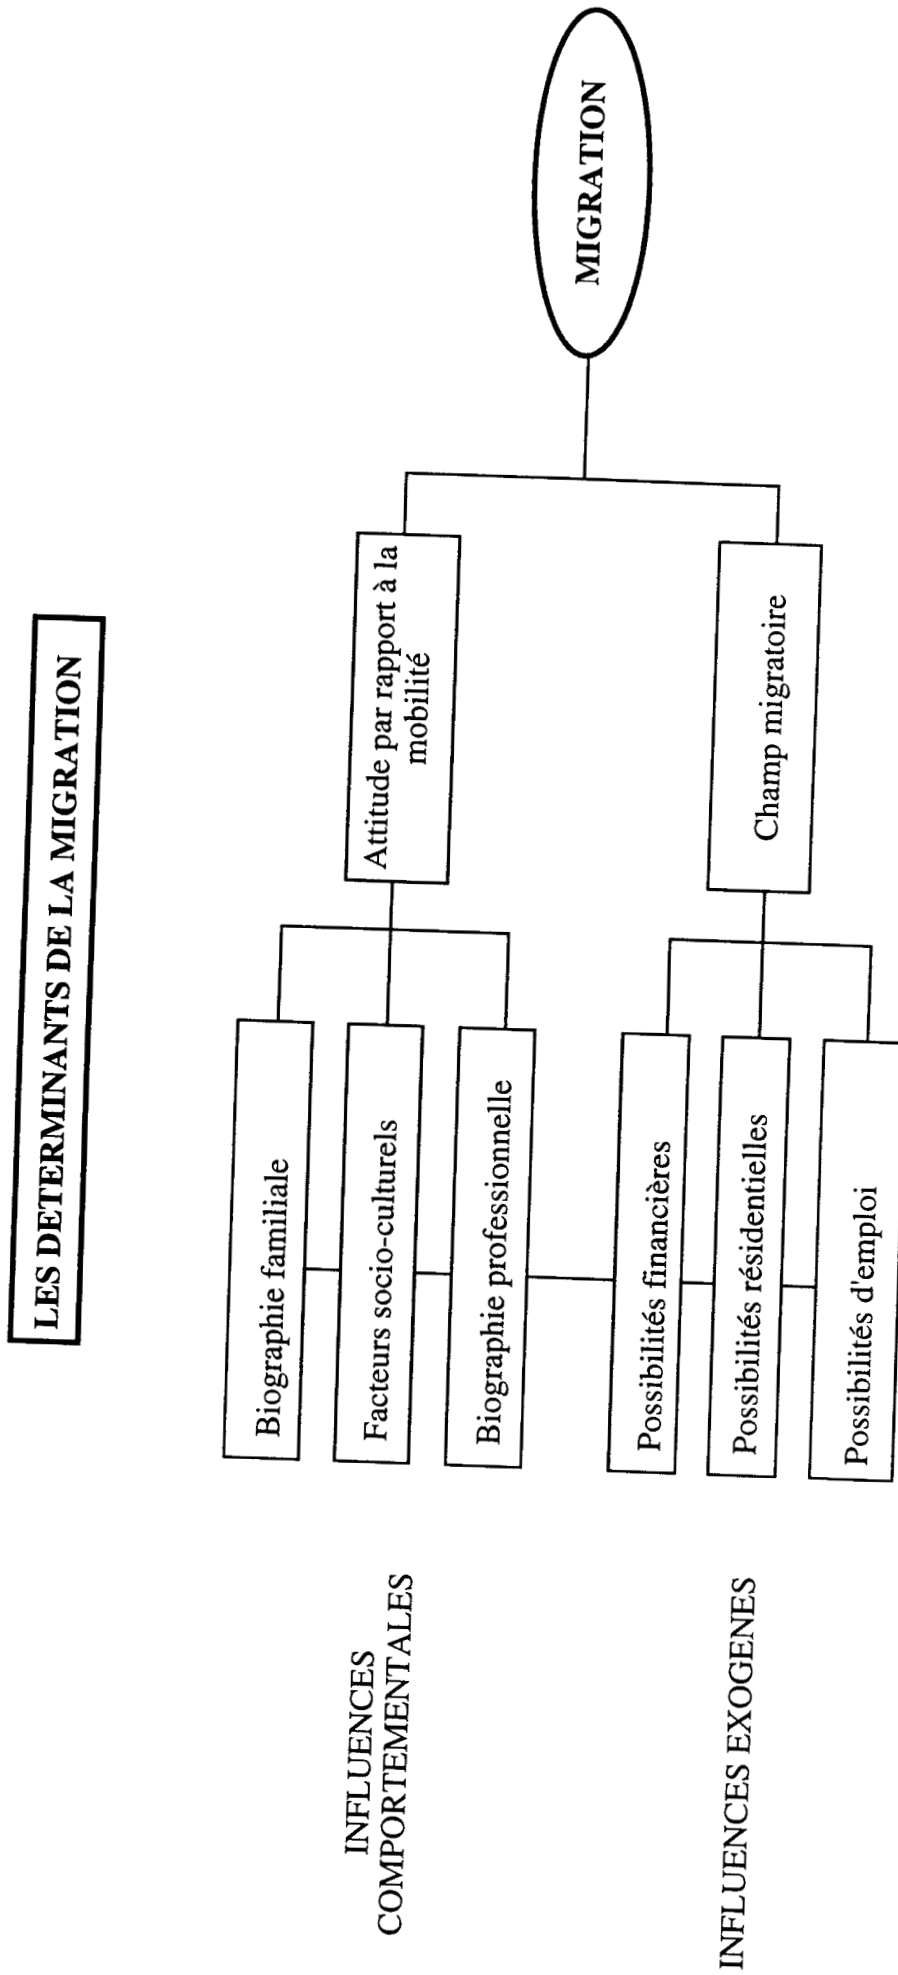 LES DETERMINANTS DE LA MIGRATION
INFLUENCES
COMPORTEMENTALES
Biographie familiale
Facteurs socio-culturels
Biographie professionnelle
Attitude par rapport à la
mobilité
INFLUENCES EXOGENES
Possibilités financières
Possibilités résidentielles
Possibilités d'emploi
Champ migratoire
MIGRATION